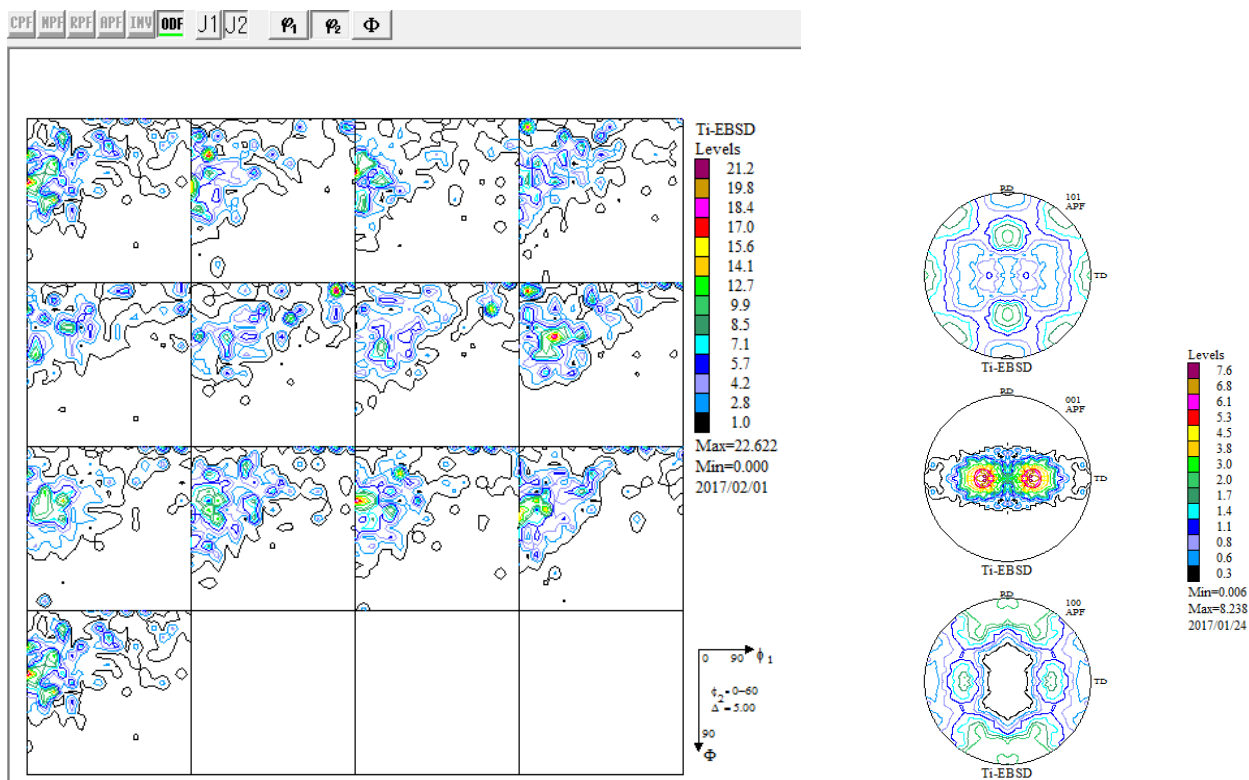 CPF NPF RPF APF INV ODF J1 J2 φ₁ φ₂ Φ
Ti-EBSD
Levels
21.2
19.8
18.4
17.0
15.6
14.1
12.7
9.9
8.5
7.1
5.7
4.2
2.8
1.0
Max=22.622
Min=0.000
2017/02/01
0 90 ϕ 1
ϕ2=0-60
Δ=5.00
90
Φ
RD
101
APF
TD
Ti-EBSD
RD
001
APF
TD
Ti-EBSD
RD
100
APF
TD
Ti-EBSD
Levels
7.6
6.8
6.1
5.3
4.5
3.8
3.0
2.0
1.7
1.4
1.1
0.8
0.6
0.3
Min=0.006
Max=8.238
2017/01/24